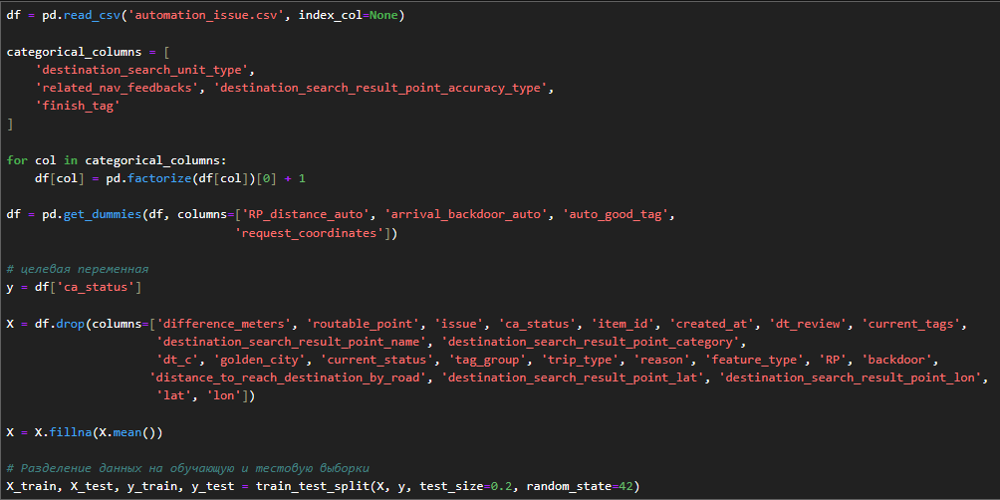 df = pd.read_csv('automation_issue.csv', index_col=None)
categorical_columns = [
'destination_search_unit_type',
'related_nav_feedbacks', 'destination_search_result_point_accuracy_type',
'finish_tag'
]
for col in categorical_columns:
df[col] = pd.factorize(df[col])[0] + 1
df = pd.get_dummies(df, columns=['RP_distance_auto', 'arrival_backdoor_auto', 'auto_good_tag',
'request_coordinates'])
# целевая переменная
y = df['ca_status']
X = df.drop(columns=['difference_meters', 'routable_point', 'issue', 'ca_status', 'item_id', 'created_at', 'dt_review', 'current_tags',
'destination_search_result_point_name', 'destination_search_result_point_category',
'dt_c', 'golden_city', 'current_status', 'tag_group', 'trip_type', 'reason', 'feature_type', 'RP', 'backdoor',
'distance_to_reach_destination_by_road', 'destination_search_result_point_lat', 'destination_search_result_point_lon',
'lat', 'lon'])
X = X.fillna(X.mean())
# Разделение данных на обучающую и тестовую выборки
X_train, X_test, y_train, y_test = train_test_split(X, y, test_size=0.2, random_state=42)